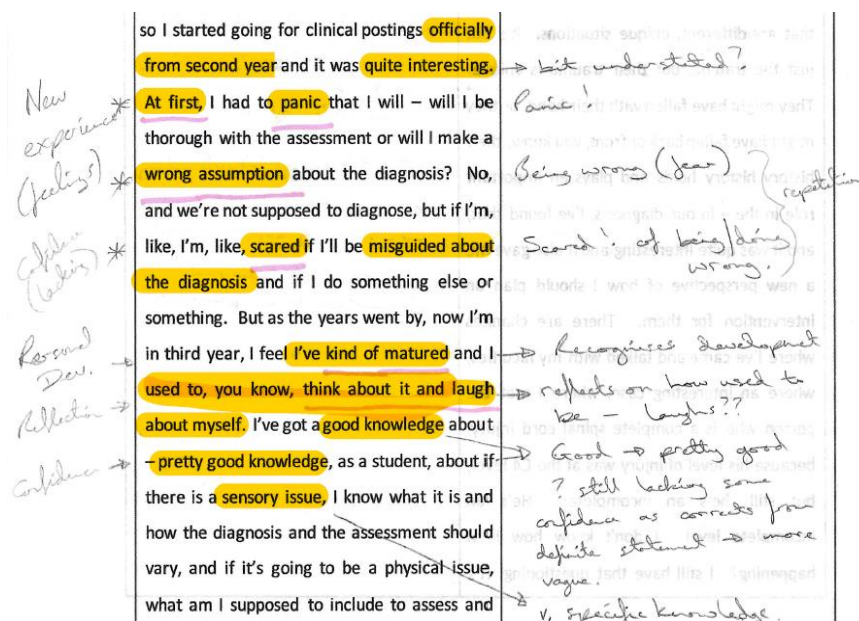 so I started going for clinical postings officially
from second year and it was quite interesting.
At first, I had to panic that I will – will I be
thorough with the assessment or will I make a
wrong assumption about the diagnosis? No,
and we're not supposed to diagnose, but if I'm,
like, I'm, like, scared if I'll be misguided about
the diagnosis and if I do something else or
something. But as the years went by, now I'm
in third year, I feel I've kind of matured and I
used to, you know, think about it and laugh
about myself. I've got a good knowledge about
– pretty good knowledge, as a student, about if
there is a sensory issue, I know what it is and
how the diagnosis and the assessment should
vary, and if it's going to be a physical issue,
what am I supposed to include to assess and
New
experience
(feelings)
Confidence
(lacking)
Personal
Dev.
Reflection
Confidence
bit understated?
Panic!
Being wrong (fear)
repetition
Scared! of being/doing
wrong.
Recognises development
reflects on how used to
be – laughs??
Good → pretty good
? still lacking some
confidence as corrects from
definite statement → more
vague.
v. specific knowledge.